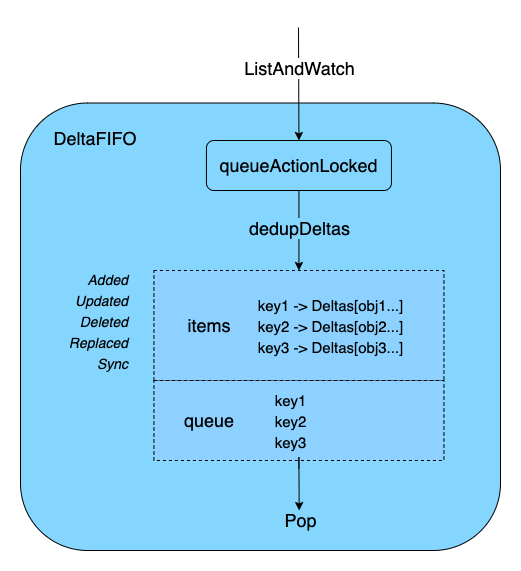 ListAndWatch
DeltaFIFO
queueActionLocked
dedupDeltas
Added
Updated
Deleted
Replaced
Sync
items
key1 -> Deltas[obj1...]
key2 -> Deltas[obj2...]
key3 -> Deltas[obj3...]
queue
key1
key2
key3
Pop